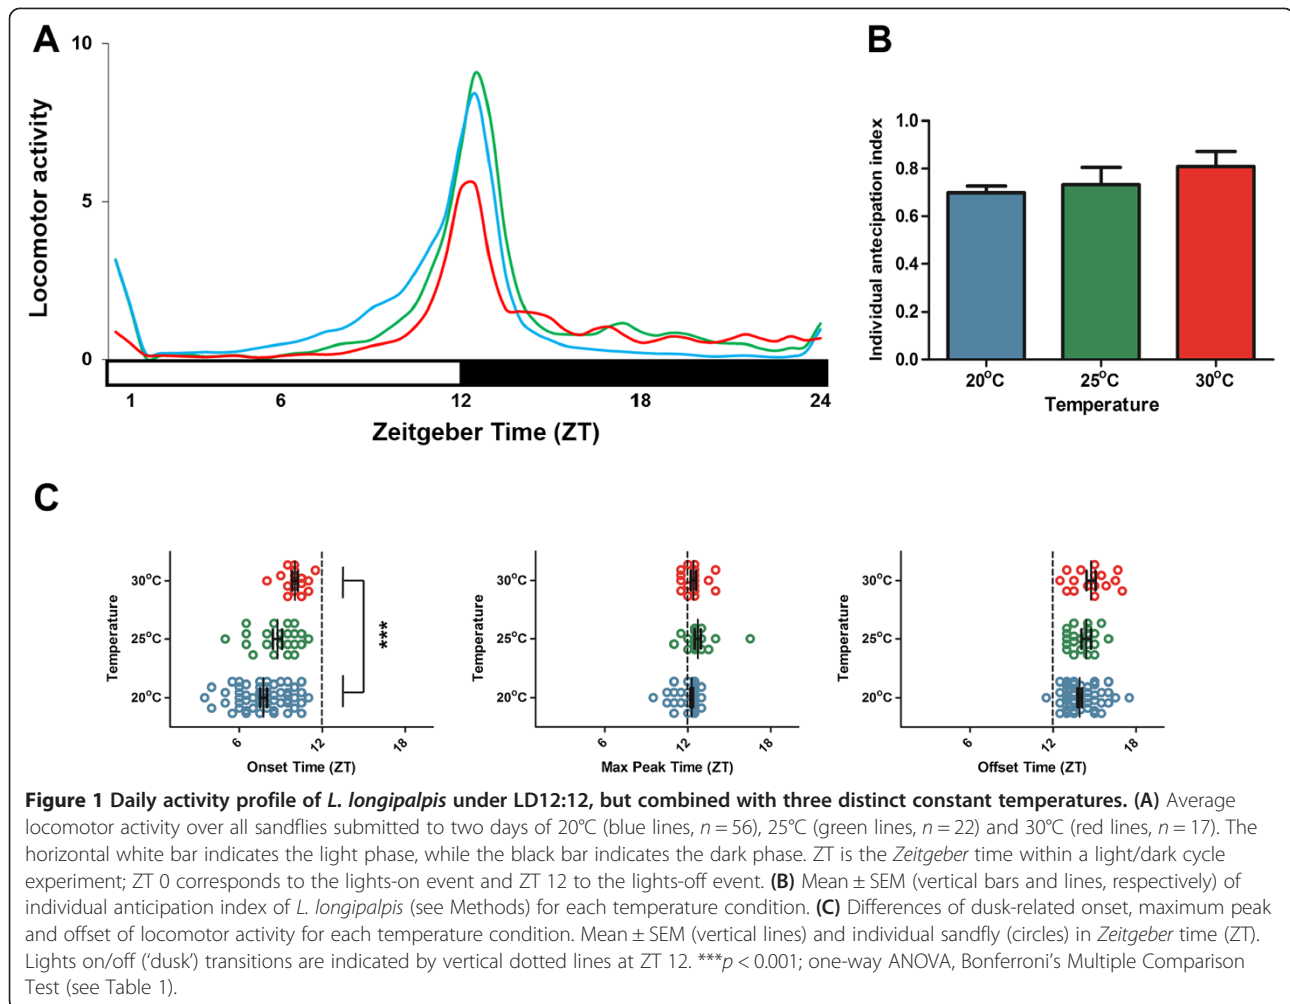 A
10
5
0
Locomotor activity
1 6 12 18 24
Zeitgeber Time (ZT)
B
1.0
0.8
0.6
0.4
0.2
0.0
Individual antecipation index
20°C 25°C 30°C
Temperature
C
30°C
25°C
20°C
Temperature
***
6 12 18
Onset Time (ZT)
30°C
25°C
20°C
Temperature
6 12 18
Max Peak Time (ZT)
30°C
25°C
20°C
Temperature
6 12 18
Offset Time (ZT)
Figure 1 Daily activity profile of L. longipalpis under LD12:12, but combined with three distinct constant temperatures. (A) Average
locomotor activity over all sandflies submitted to two days of 20°C (blue lines, n = 56), 25°C (green lines, n = 22) and 30°C (red lines, n = 17). The
horizontal white bar indicates the light phase, while the black bar indicates the dark phase. ZT is the Zeitgeber time within a light/dark cycle
experiment; ZT 0 corresponds to the lights-on event and ZT 12 to the lights-off event. (B) Mean ± SEM (vertical bars and lines, respectively) of
individual anticipation index of L. longipalpis (see Methods) for each temperature condition. (C) Differences of dusk-related onset, maximum peak
and offset of locomotor activity for each temperature condition. Mean ± SEM (vertical lines) and individual sandfly (circles) in Zeitgeber time (ZT).
Lights on/off ('dusk') transitions are indicated by vertical dotted lines at ZT 12. ***p < 0.001; one-way ANOVA, Bonferroni's Multiple Comparison
Test (see Table 1).